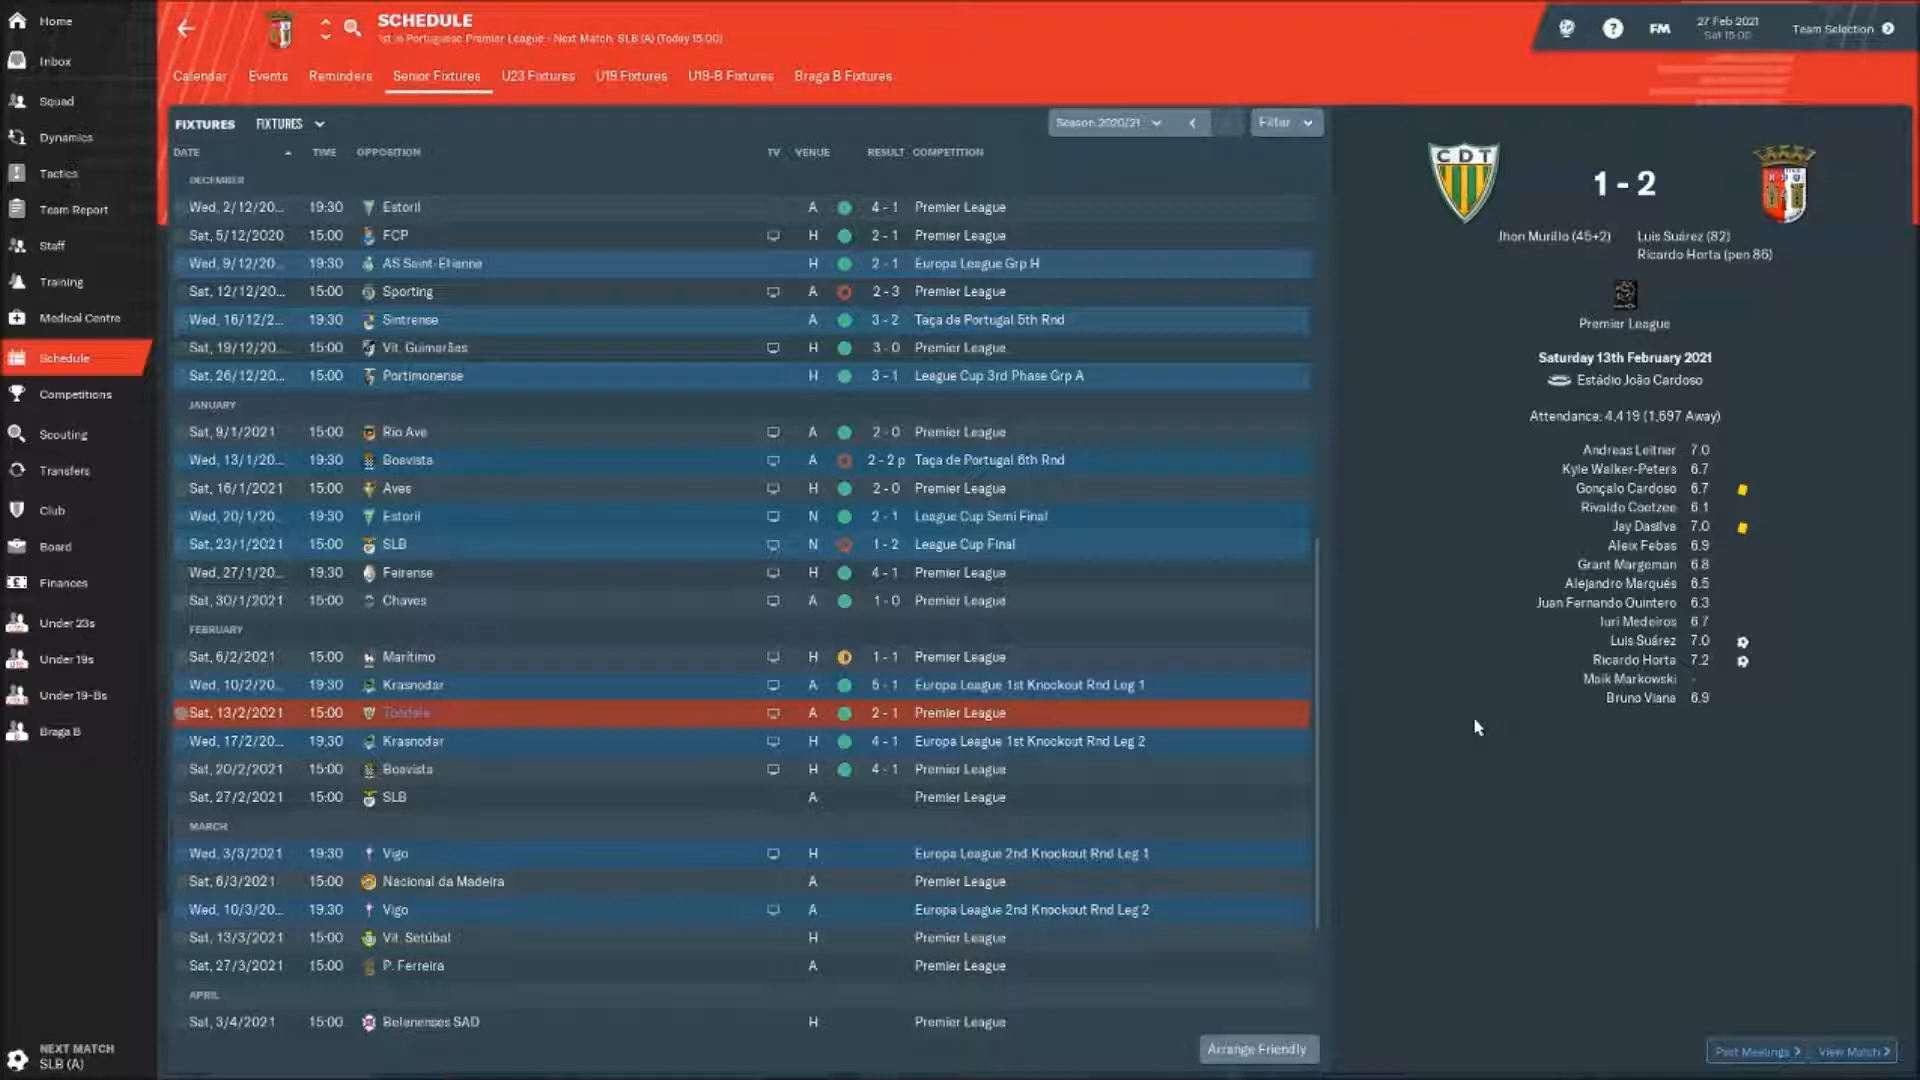 Home
Inbox
Squad
Dynamics
Tactics
Team Report
Staff
Training
Medical Centre
Schedule
Competitions
Scouting
Transfers
Club
Board
Finances
Under 23s
Under 19s
Under 19-Bs
Braga B
NEXT MATCH
SLB (A)
SCHEDULE
1st in Portuguese Premier League - Next Match: SLB (A) (Today 15:00)
? FM 27 Feb 2021 Team Selection
Sat 15:00
Calendar Events Reminders Senior Fixtures U23 Fixtures U19 Fixtures U19-B Fixtures Braga B Fixtures
FIXTURES FIXTURES Season 2020/21 Filter
DATE TIME OPPOSITION TV VENUE RESULT COMPETITION
DECEMBER
Wed, 2/12/20... 19:30 Estoril A 4 - 1 Premier League
Sat, 5/12/2020 15:00 FCP H 2 - 1 Premier League
Wed, 9/12/20... 19:30 AS Saint-Etienne H 2 - 1 Europa League Grp H
Sat, 12/12/20... 15:00 Sporting A 2 - 3 Premier League
Wed, 16/12/2... 19:30 Sintrense A 3 - 2 Taça de Portugal 5th Rnd
Sat, 19/12/20... 15:00 Vit. Guimarães H 3 - 0 Premier League
Sat, 26/12/20... 15:00 Portimonense H 3 - 1 League Cup 3rd Phase Grp A
JANUARY
Sat, 9/1/2021 15:00 Rio Ave A 2 - 0 Premier League
Wed, 13/1/20... 19:30 Boavista A 2 - 2 p Taça de Portugal 6th Rnd
Sat, 16/1/2021 15:00 Aves H 2 - 0 Premier League
Wed, 20/1/20... 19:30 Estoril N 2 - 1 League Cup Semi Final
Sat, 23/1/2021 15:00 SLB N 1 - 2 League Cup Final
Wed, 27/1/20... 19:30 Feirense H 4 - 1 Premier League
Sat, 30/1/2021 15:00 Chaves A 1 - 0 Premier League
FEBRUARY
Sat, 6/2/2021 15:00 Marítimo H 1 - 1 Premier League
Wed, 10/2/20... 19:30 Krasnodar A 5 - 1 Europa League 1st Knockout Rnd Leg 1
Sat, 13/2/2021 15:00 Tondela A 2 - 1 Premier League
Wed, 17/2/20... 19:30 Krasnodar H 4 - 1 Europa League 1st Knockout Rnd Leg 2
Sat, 20/2/2021 15:00 Boavista H 4 - 1 Premier League
Sat, 27/2/2021 15:00 SLB A Premier League
MARCH
Wed, 3/3/2021 19:30 Vigo H Europa League 2nd Knockout Rnd Leg 1
Sat, 6/3/2021 15:00 Nacional da Madeira A Premier League
Wed, 10/3/20... 19:30 Vigo A Europa League 2nd Knockout Rnd Leg 2
Sat, 13/3/2021 15:00 Vit. Setúbal H Premier League
Sat, 27/3/2021 15:00 P. Ferreira A Premier League
APRIL
Sat, 3/4/2021 15:00 Belenenses SAD H Premier League
Arrange Friendly
CDT
1 - 2
Jhon Murillo (45+2) Luis Suárez (82)
Ricardo Horta (pen 86)
Premier League
Saturday 13th February 2021
Estádio João Cardoso
Attendance: 4,419 (1,697 Away)
Andreas Leitner 7.0
Kyle Walker-Peters 6.7
Gonçalo Cardoso 6.7
Rivaldo Coetzee 6.1
Jay Dasilva 7.0
Aleix Febas 6.9
Grant Margeman 6.8
Alejandro Marqués 6.5
Juan Fernando Quintero 6.3
Iuri Medeiros 6.7
Luis Suárez 7.0
Ricardo Horta 7.2
Maik Markowski -
Bruno Viana 6.9
Past Meetings View Match